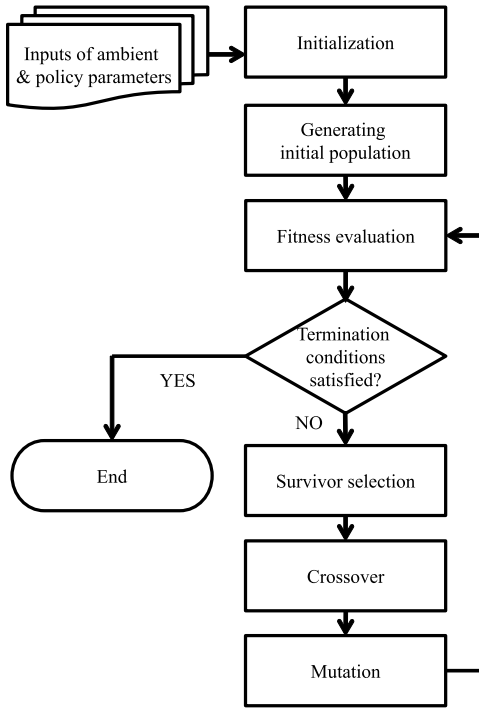 Inputs of ambient
& policy parameters
Initialization
Generating
initial population
Fitness evaluation
Termination
conditions
satisfied?
YES
NO
End
Survivor selection
Crossover
Mutation